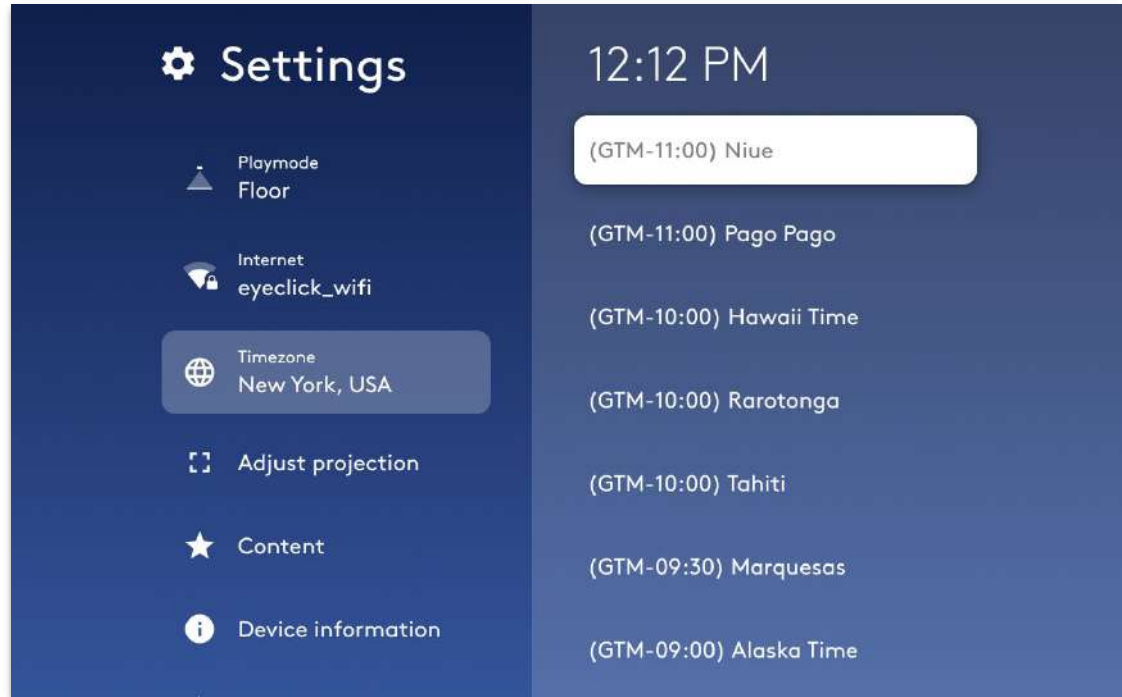 Settings
Playmode
Floor
Internet
eyeclick_wifi
Timezone
New York, USA
Adjust projection
Content
Device information
12:12 PM
(GTM-11:00) Niue
(GTM-11:00) Pago Pago
(GTM-10:00) Hawaii Time
(GTM-10:00) Rarotonga
(GTM-10:00) Tahiti
(GTM-09:30) Marquesas
(GTM-09:00) Alaska Time